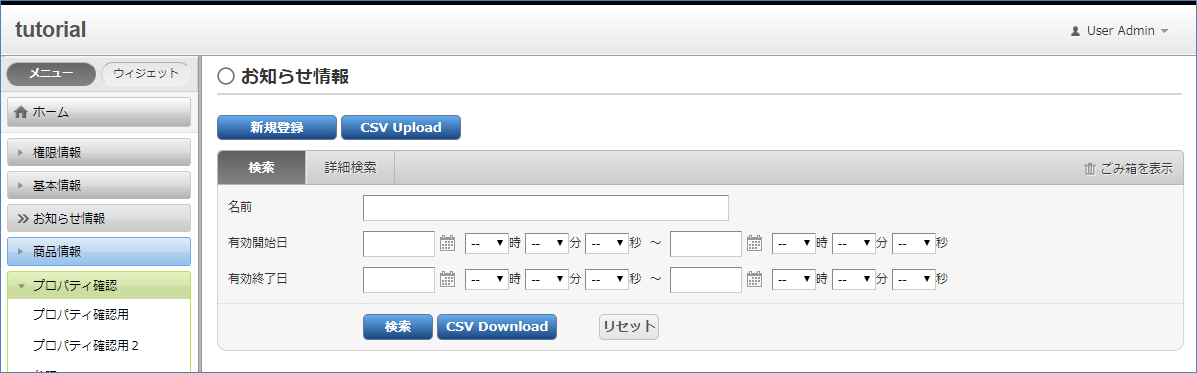 tutorial
User Admin
メニュー ウィジェット
ホーム
権限情報
基本情報
お知らせ情報
商品情報
プロパティ確認
プロパティ確認用
プロパティ確認用２
お知らせ情報
新規登録 CSV Upload
検索 詳細検索 ごみ箱を表示
名前
有効開始日 -- 時 -- 分 -- 秒 ～ -- 時 -- 分 -- 秒
有効終了日 -- 時 -- 分 -- 秒 ～ -- 時 -- 分 -- 秒
検索 CSV Download リセット